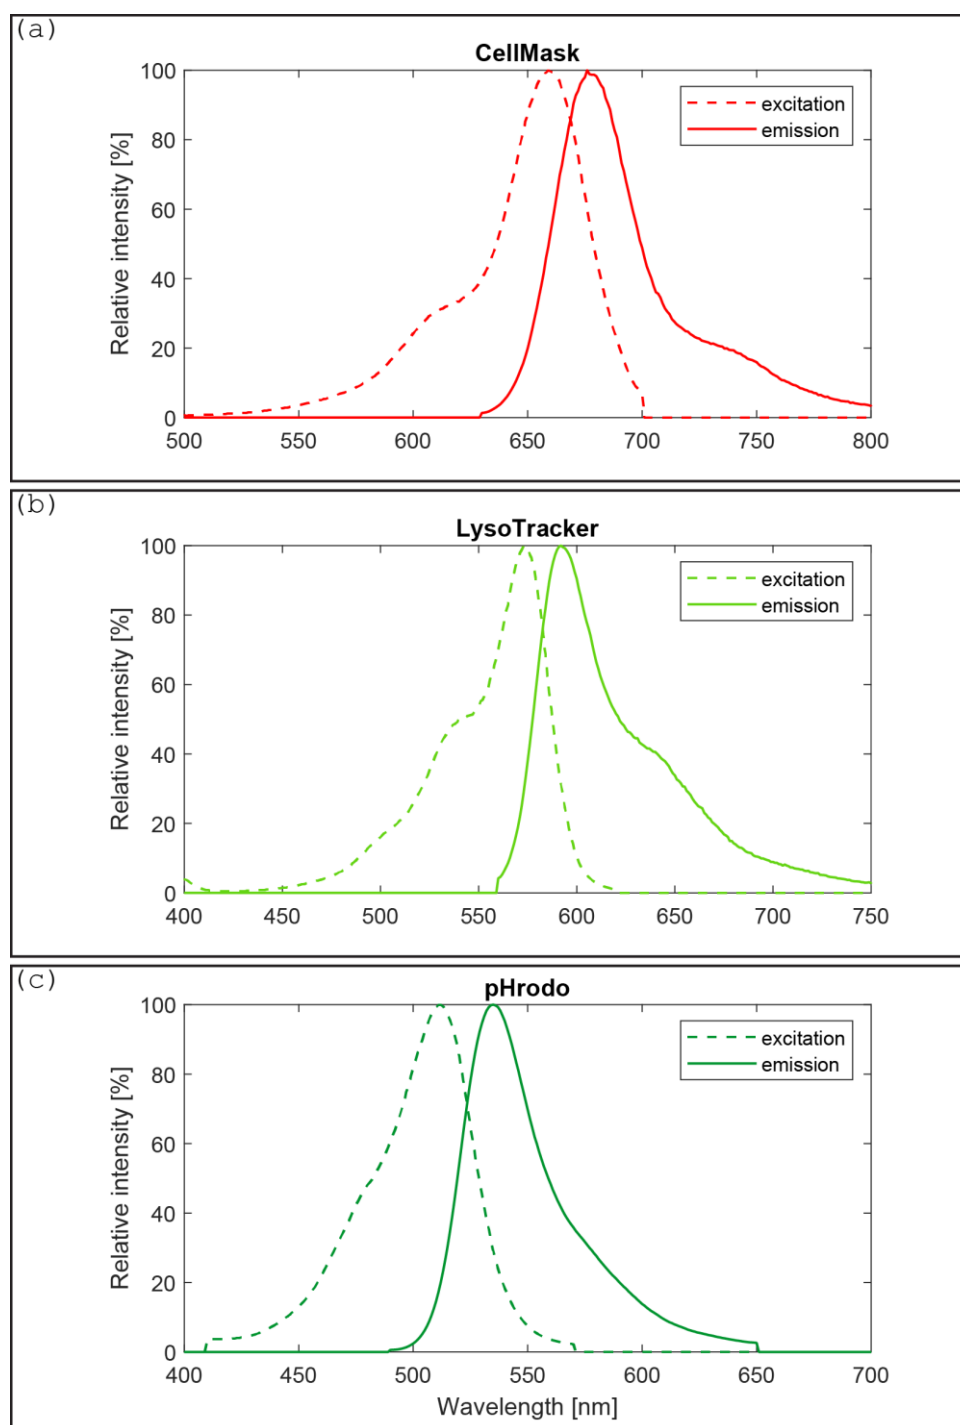 (a)
CellMask
Relative intensity [%]
100
80
60
40
20
0
excitation
emission
500 550 600 650 700 750 800
(b)
LysoTracker
Relative intensity [%]
100
80
60
40
20
0
excitation
emission
400 450 500 550 600 650 700 750
(c)
pHrodo
Relative intensity [%]
100
80
60
40
20
0
excitation
emission
400 450 500 550 600 650 700
Wavelength [nm]